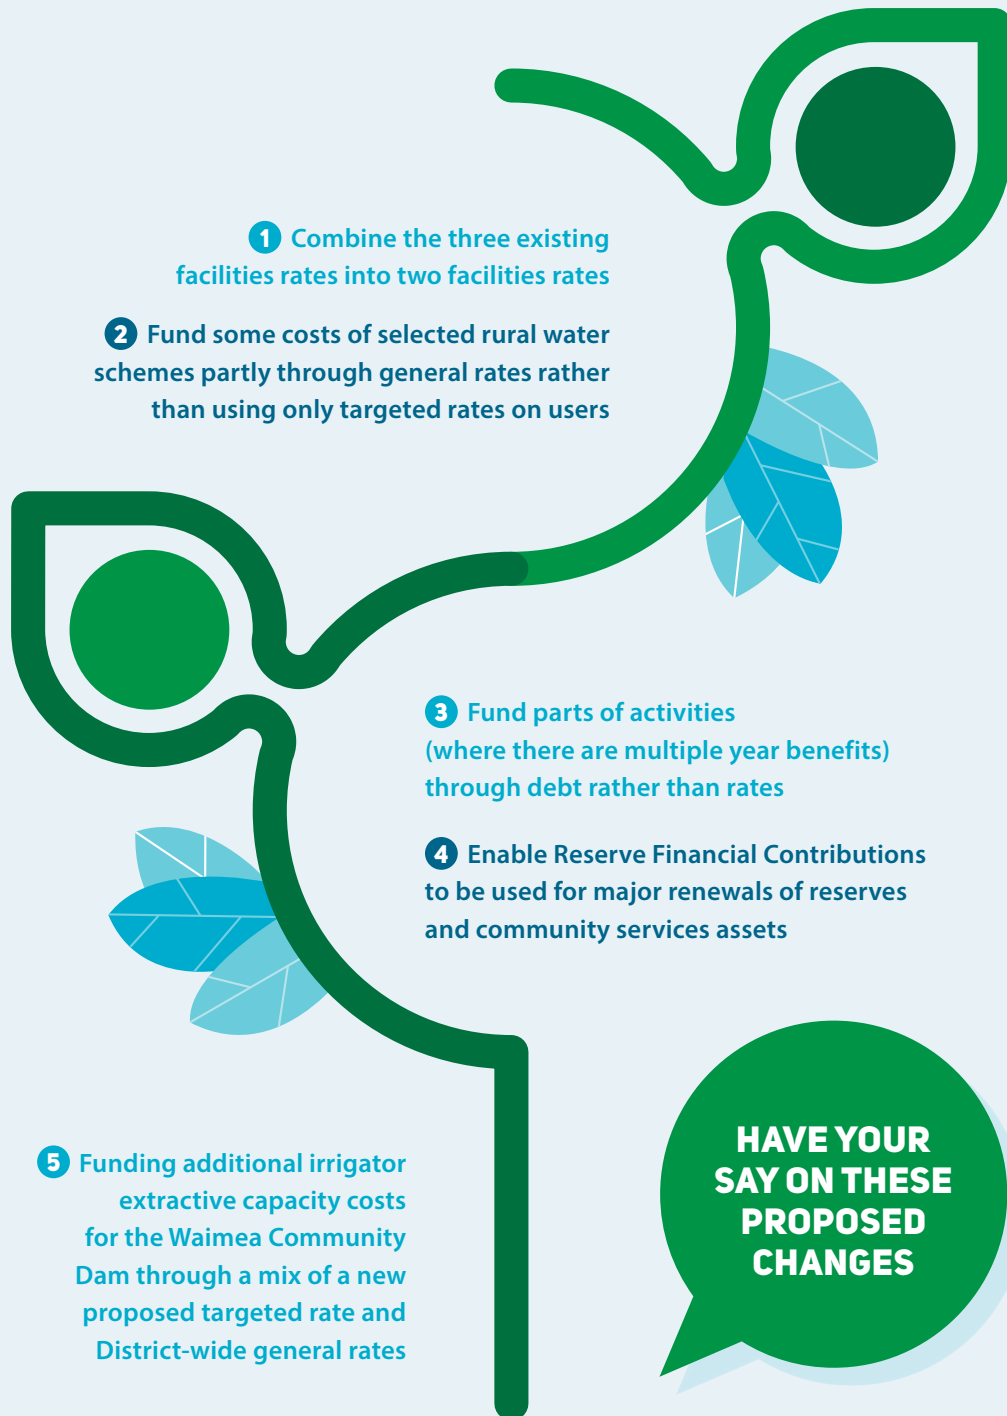 1 Combine the three existing
facilities rates into two facilities rates
2 Fund some costs of selected rural water
schemes partly through general rates rather
than using only targeted rates on users
3 Fund parts of activities
(where there are multiple year benefits)
through debt rather than rates
4 Enable Reserve Financial Contributions
to be used for major renewals of reserves
and community services assets
5 Funding additional irrigator
extractive capacity costs
for the Waimea Community
Dam through a mix of a new
proposed targeted rate and
District-wide general rates
HAVE YOUR
SAY ON THESE
PROPOSED
CHANGES